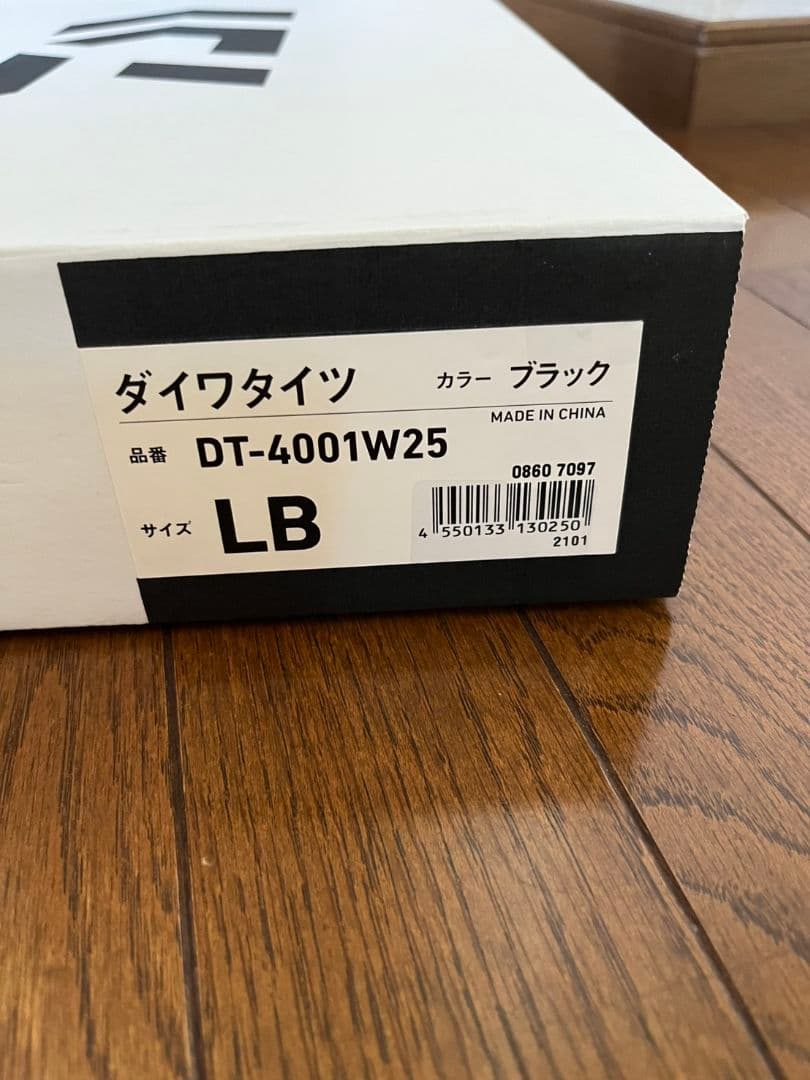 ダイワタイツ カラー ブラック
MADE IN CHINA
品番 DT-4001W25
0860 7097
サイズ LB
4 550133 130250
2101